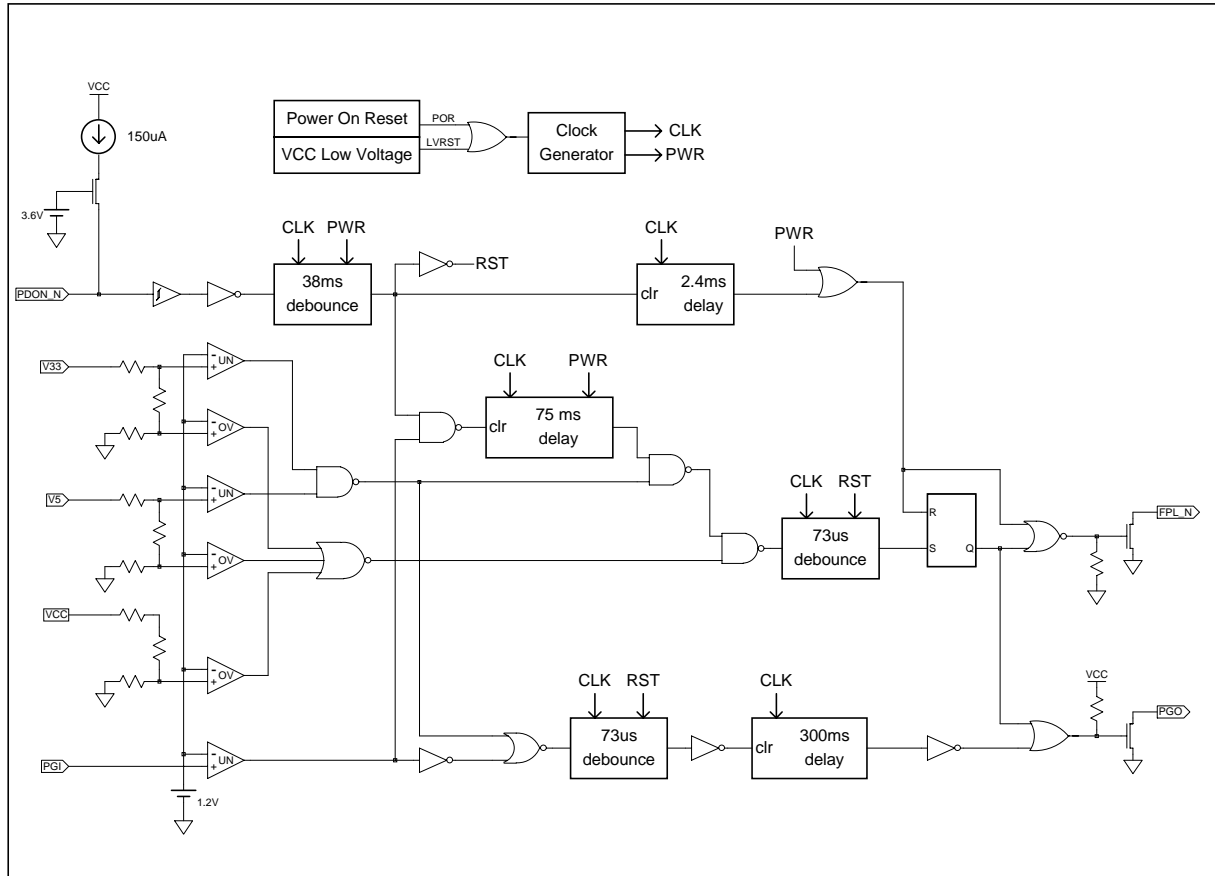 VCC
150uA
Power On Reset
VCC Low Voltage
POR
LVRST
Clock
Generator
CLK
PWR
3.6V
CLK
PWR
38ms
debounce
PDON_N
RST
CLK
clr
2.4ms
delay
PWR
V33
-
+
UN
-
+
OV
CLK
PWR
clr
75 ms
delay
V5
-
+
UN
-
+
OV
CLK
RST
73us
debounce
R
S
Q
FPL_N
VCC
-
+
OV
CLK
RST
73us
debounce
CLK
clr
300ms
delay
VCC
PGO
PGI
-
+
UN
1.2V